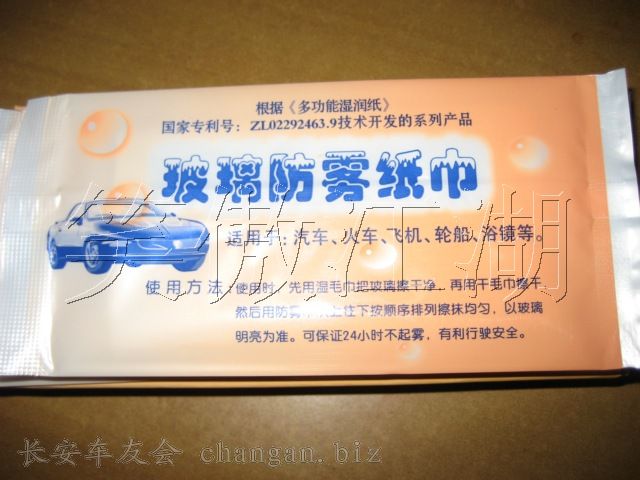 根据《多功能湿润纸》
国家专利号：ZL02292463.9技术开发的系列产品
玻璃防雾纸巾
适用于：汽车、火车、飞机、轮船、浴镜等。
使用方法：使用时，先用湿毛巾把玻璃擦干净，再用干毛巾擦干，
然后用防雾巾从上往下按顺序排列擦抹均匀，以玻璃
明亮为准。可保证24小时不起雾，有利行驶安全。
笑傲江湖
长安车友会 changan.biz